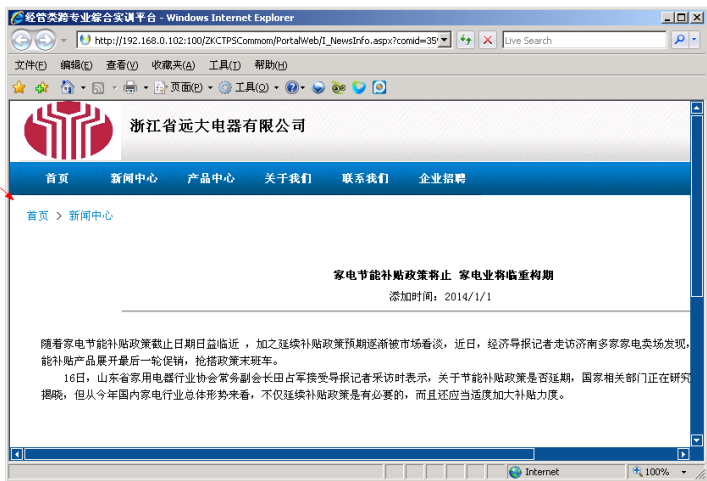 经管类跨专业综合实训平台 - Windows Internet Explorer
http://192.168.0.102:100/ZKCTPSCommom/PortalWeb/I_NewsInfo.aspx?comid=35
Live Search
文件(F) 编辑(E) 查看(V) 收藏夹(A) 工具(T) 帮助(H)
页面(P) 工具(O)
浙江省远大电器有限公司
首页 新闻中心 产品中心 关于我们 联系我们 企业招聘
首页 > 新闻中心
家电节能补贴政策将止 家电业将临重构期
添加时间：2014/1/1
随着家电节能补贴政策截止日期日益临近 ，加之延续补贴政策预期逐渐被市场看淡，近日，经济导报记者走访济南多家家电卖场发现，
能补贴产品展开最后一轮促销，抢搭政策末班车。
16日，山东省家用电器行业协会常务副会长田占军接受导报记者采访时表示，关于节能补贴政策是否延期，国家相关部门正在研究
揭晓，但从今年国内家电行业总体形势来看，不仅延续补贴政策是有必要的，而且还应当适度加大补贴力度。
Internet 100%